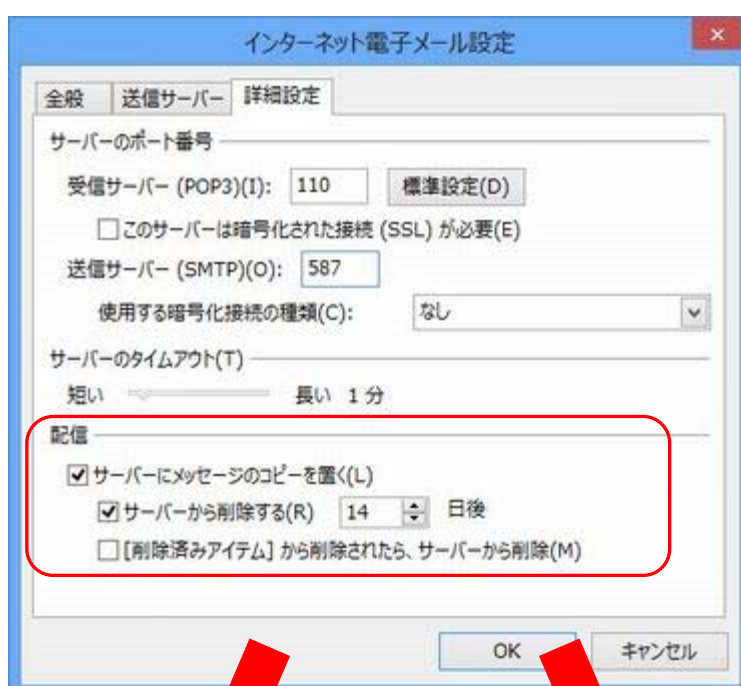 インターネット電子メール設定
全般 送信サーバー 詳細設定
サーバーのポート番号
受信サーバー (POP3)(I): 110 標準設定(D)
このサーバーは暗号化された接続 (SSL) が必要(E)
送信サーバー (SMTP)(O): 587
使用する暗号化接続の種類(C): なし
サーバーのタイムアウト(T)
短い 長い 1 分
配信
サーバーにメッセージのコピーを置く(L)
サーバーから削除する(R) 14 日後
[削除済みアイテム] から削除されたら、サーバーから削除(M)
OK キャンセル